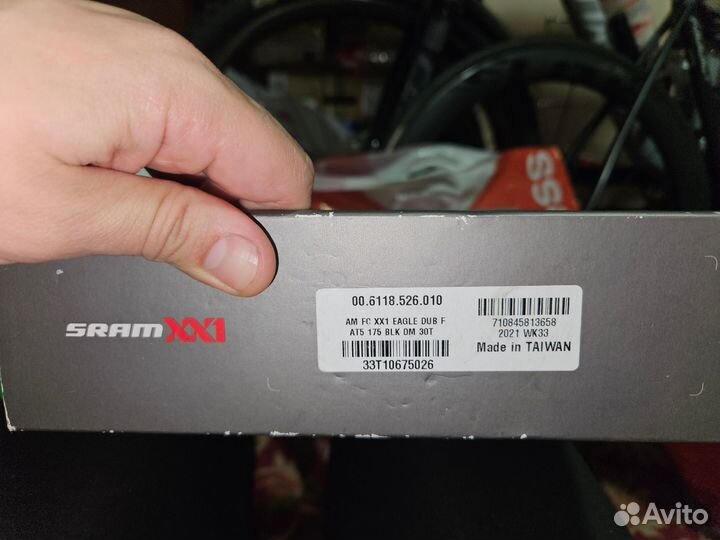 SS
SRAM XX1
00.6118.526.010
AM FC XX1 EAGLE DUB F
AT5 175 BLK DM 30T
33T10675026
710845813658
2021 WK33
Made in TAIWAN
Avito